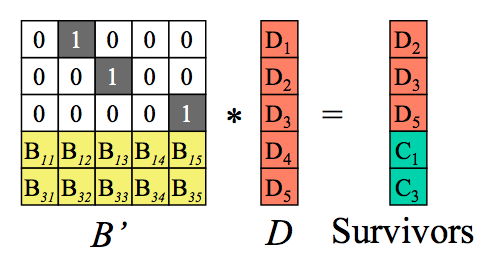 0 1 0 0 0 D₁ D₂
0 0 1 0 0 D₂ D₃
0 0 0 0 1 * D₃ = D₅
B₁₁ B₁₂ B₁₃ B₁₄ B₁₅ D₄ C₁
B₃₁ B₃₂ B₃₃ B₃₄ B₃₅ D₅ C₃
B’ D Survivors